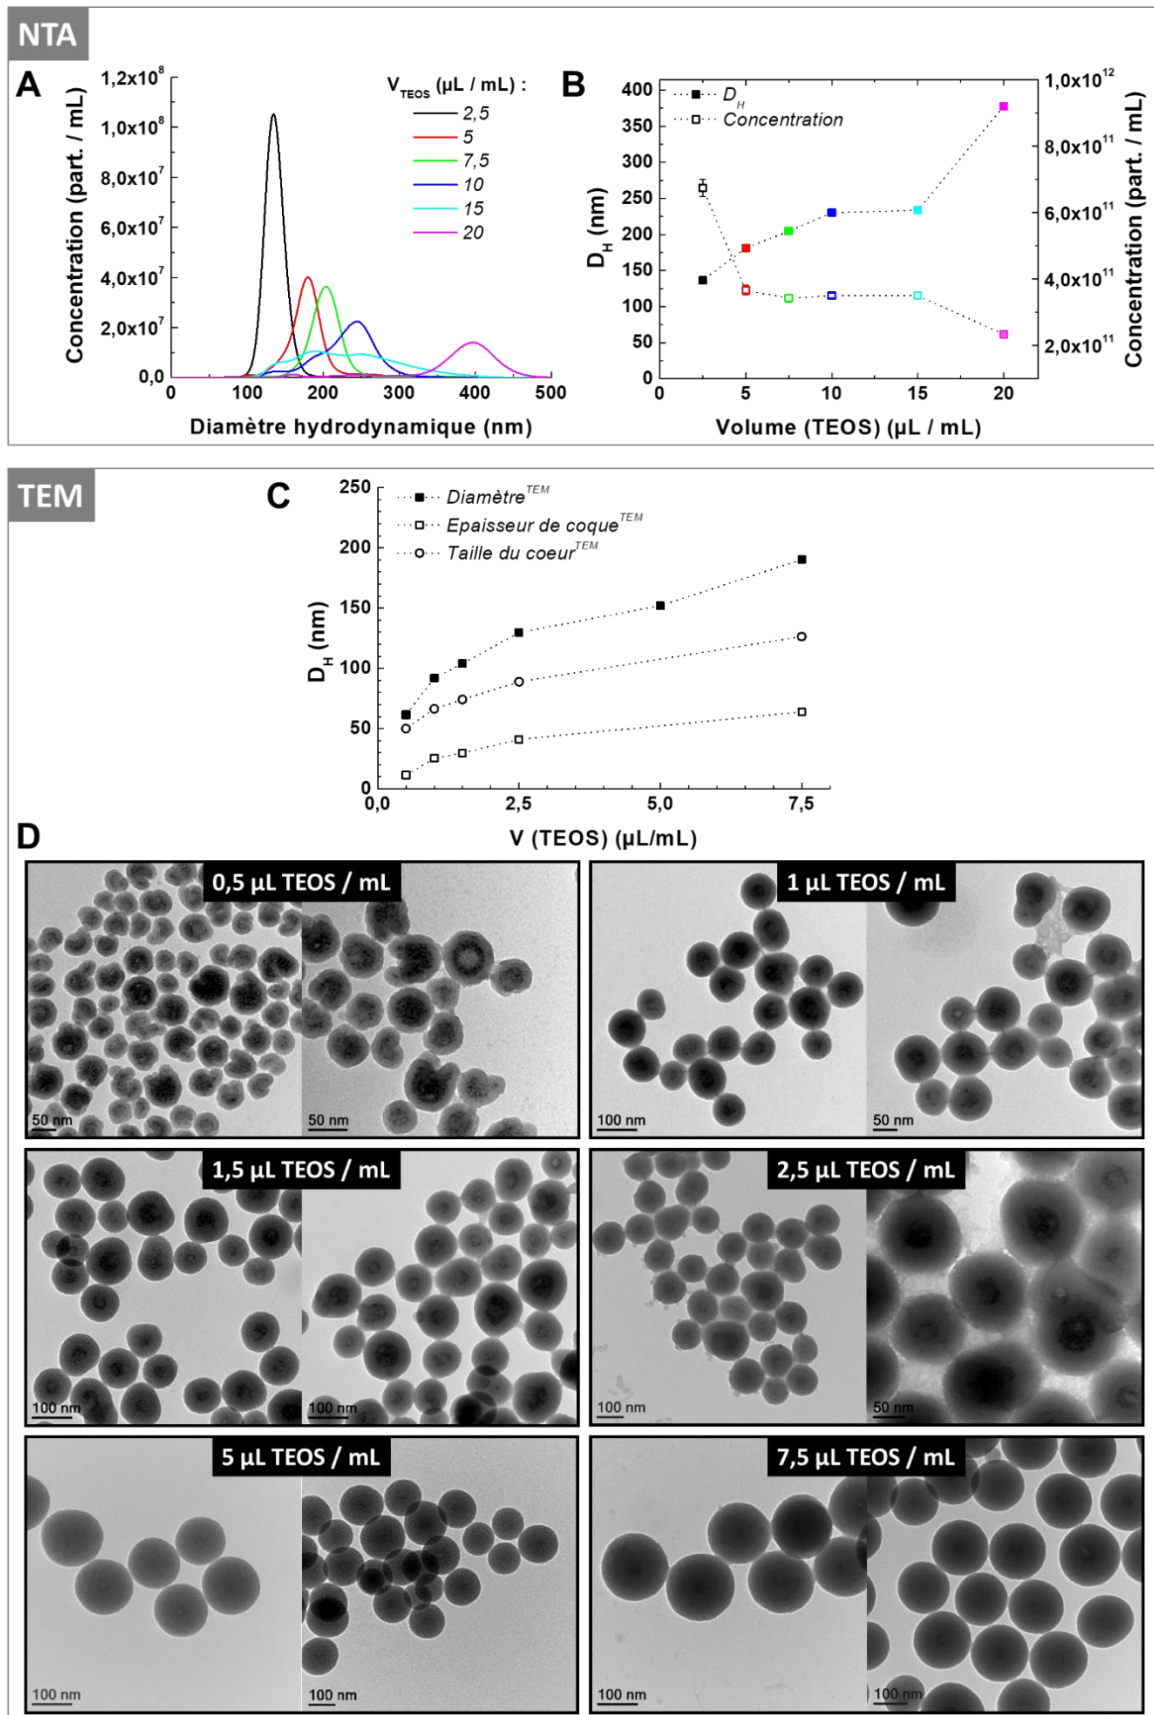 NTA
A
1,2x10⁸
1,0x10⁸
8,0x10⁷
6,0x10⁷
4,0x10⁷
2,0x10⁷
0,0
0 100 200 300 400 500
Concentration (part. / mL)
Diamètre hydrodynamique (nm)
V_TEOS (µL / mL) :
2,5
5
7,5
10
15
20
B
400
350
300
250
200
150
100
50
0
D_H (nm)
D_H
Concentration
1,0x10¹²
8,0x10¹¹
6,0x10¹¹
4,0x10¹¹
2,0x10¹¹
Concentration (part. / mL)
0 5 10 15 20
Volume (TEOS) (µL / mL)
TEM
C
250
200
150
100
50
0
D_H (nm)
Diamètre^TEM
Epaisseur de coque^TEM
Taille du coeur^TEM
0,0 2,5 5,0 7,5
V (TEOS) (µL/mL)
D
0,5 µL TEOS / mL
50 nm
50 nm
1 µL TEOS / mL
100 nm
50 nm
1,5 µL TEOS / mL
100 nm
100 nm
2,5 µL TEOS / mL
100 nm
50 nm
5 µL TEOS / mL
100 nm
100 nm
7,5 µL TEOS / mL
100 nm
100 nm